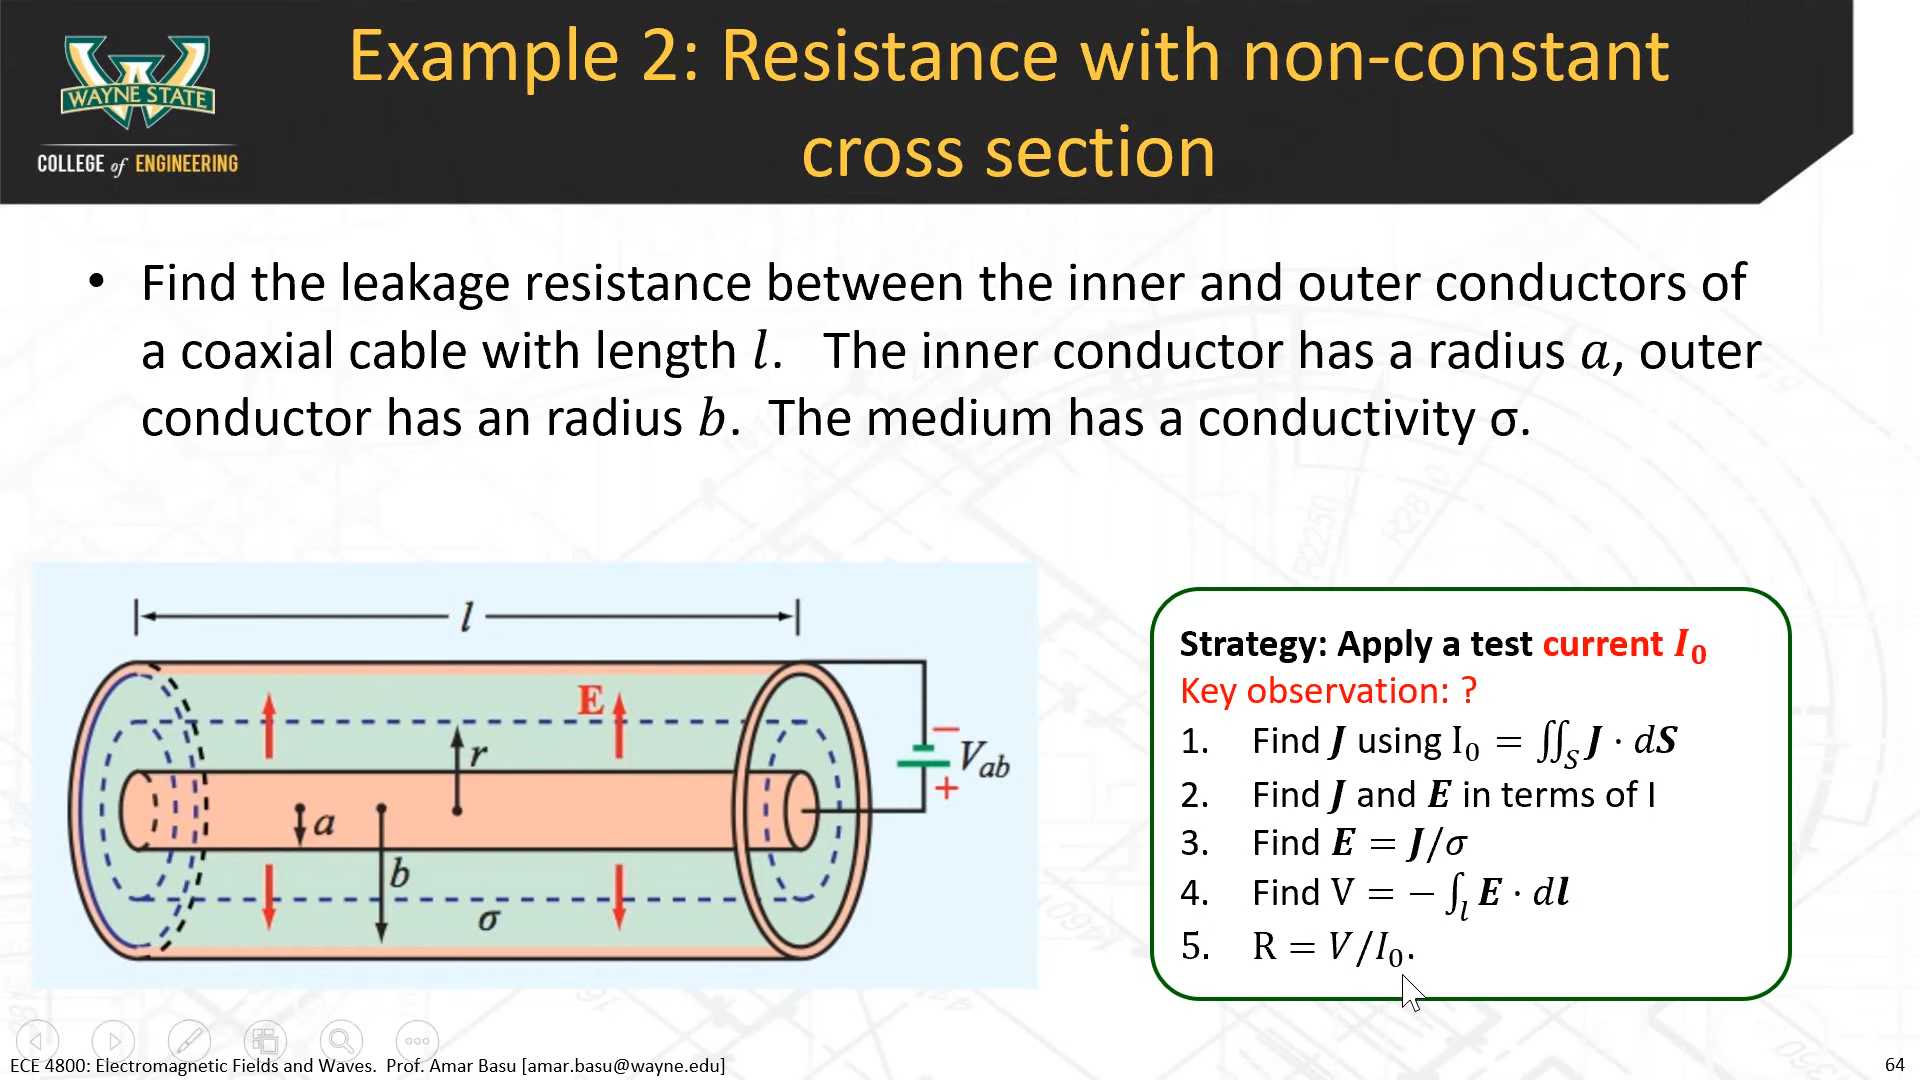 WAYNE STATE
COLLEGE of ENGINEERING
Example 2: Resistance with non-constant
cross section
• Find the leakage resistance between the inner and outer conductors of
a coaxial cable with length l. The inner conductor has a radius a, outer
conductor has an radius b. The medium has a conductivity σ.
l
E
r
a
b
σ
−
V_ab
+
Strategy: Apply a test current I₀
Key observation: ?
1. Find J using I₀ = ∬_S J · dS
2. Find J and E in terms of I
3. Find E = J/σ
4. Find V = − ∫_l E · dl
5. R = V/I₀.
ECE 4800: Electromagnetic Fields and Waves. Prof. Amar Basu [amar.basu@wayne.edu]
64